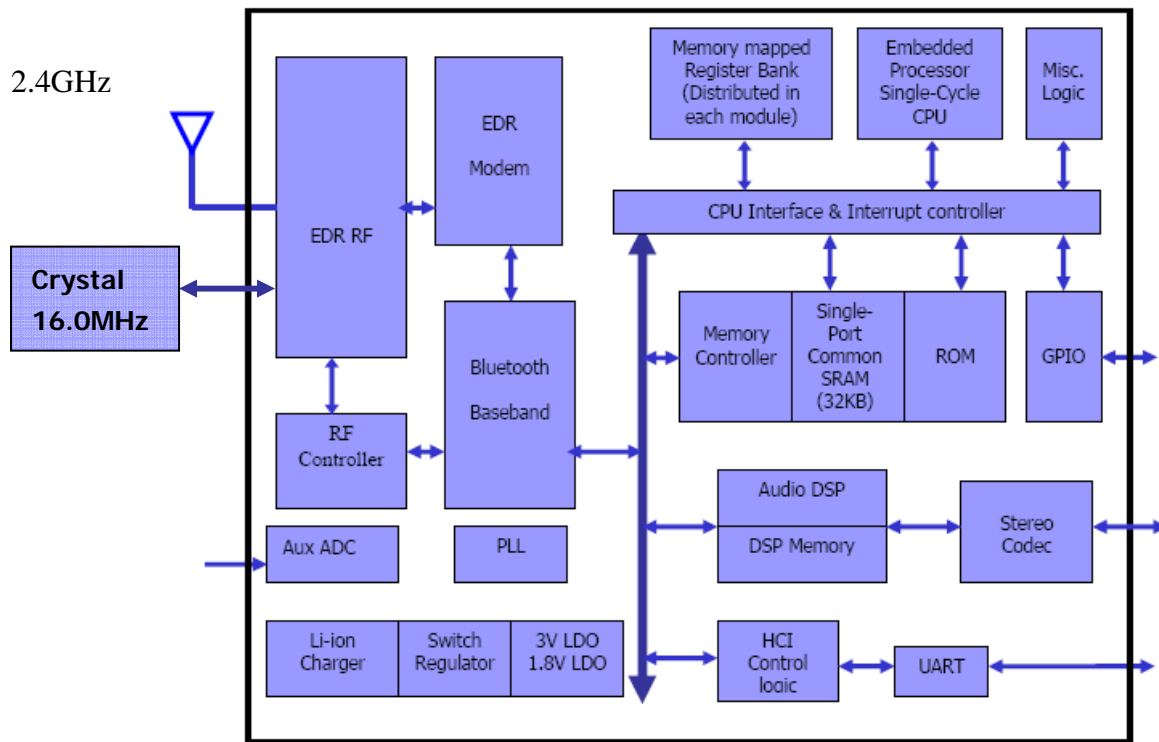 2.4GHz
Crystal
16.0MHz
EDR RF
EDR
Modem
Bluetooth
Baseband
RF
Controller
Aux ADC
PLL
Li-ion
Charger
Switch
Regulator
3V LDO
1.8V LDO
Memory mapped
Register Bank
(Distributed in
each module)
Embedded
Processor
Single-Cycle
CPU
Misc.
Logic
CPU Interface & Interrupt controller
Memory
Controller
Single-
Port
Common
SRAM
(32KB)
ROM
GPIO
Audio DSP
DSP Memory
Stereo
Codec
HCI
Control
logic
UART